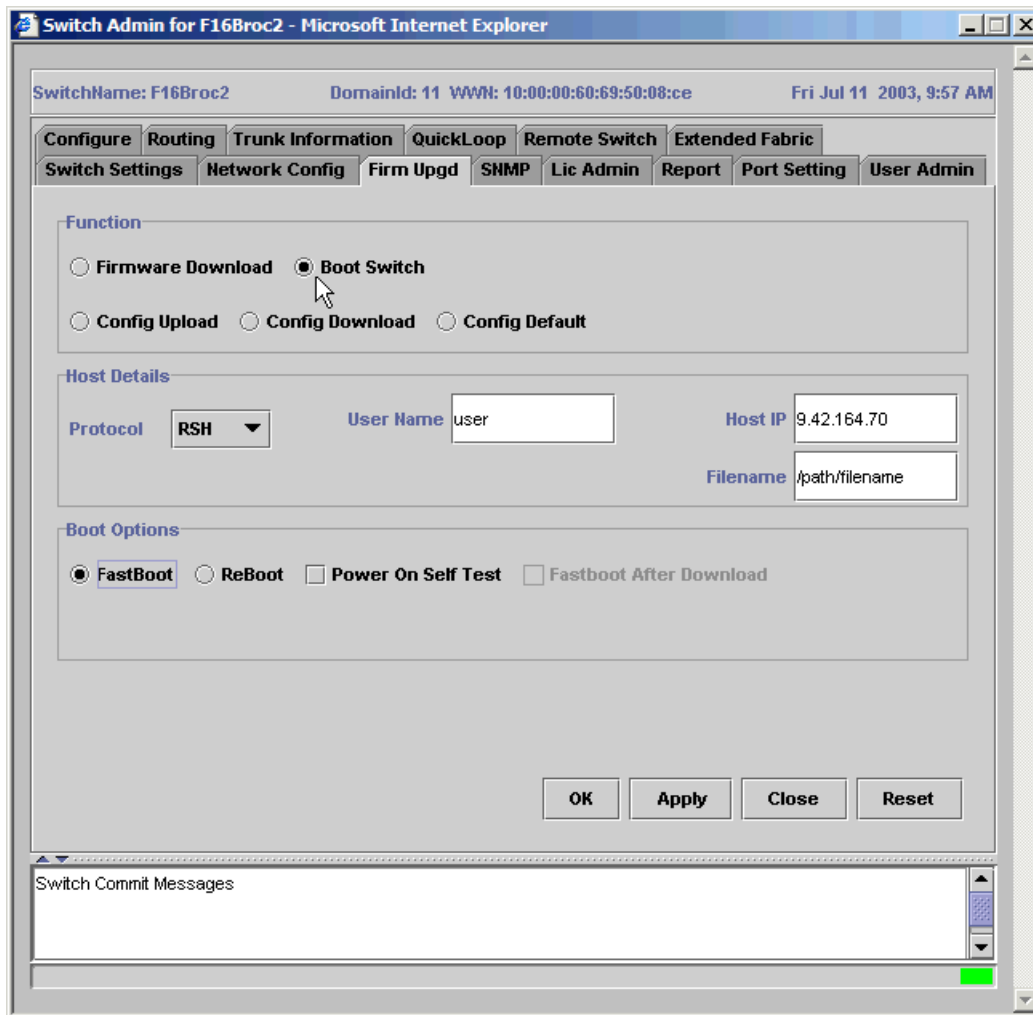 Switch Admin for F16Broc2 - Microsoft Internet Explorer
SwitchName: F16Broc2 DomainId: 11 WWN: 10:00:00:60:69:50:08:ce Fri Jul 11 2003, 9:57 AM
Configure Routing Trunk Information QuickLoop Remote Switch Extended Fabric
Switch Settings Network Config Firm Upgd SNMP Lic Admin Report Port Setting User Admin
Function
Firmware Download Boot Switch
Config Upload Config Download Config Default
Host Details
Protocol RSH User Name user Host IP 9.42.164.70
Filename /path/filename
Boot Options
FastBoot ReBoot Power On Self Test Fastboot After Download
OK Apply Close Reset
Switch Commit Messages